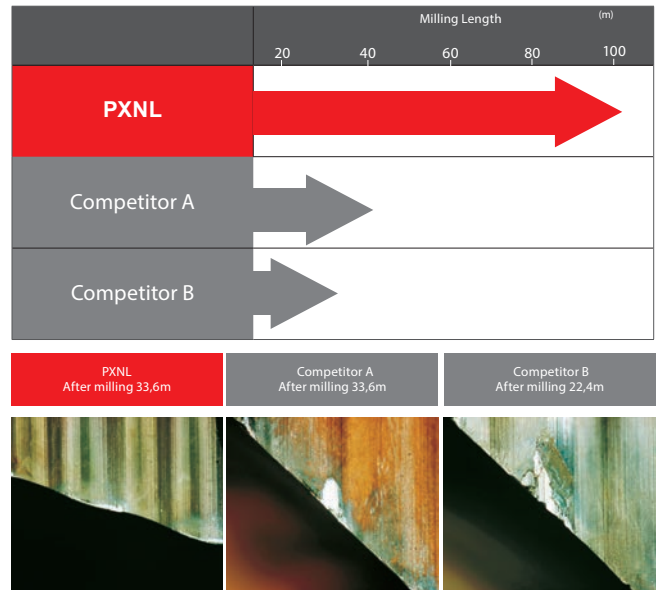 Milling Length (m)
20 40 60 80 100
PXNL
Competitor A
Competitor B
PXNL
After milling 33,6m
Competitor A
After milling 33,6m
Competitor B
After milling 22,4m